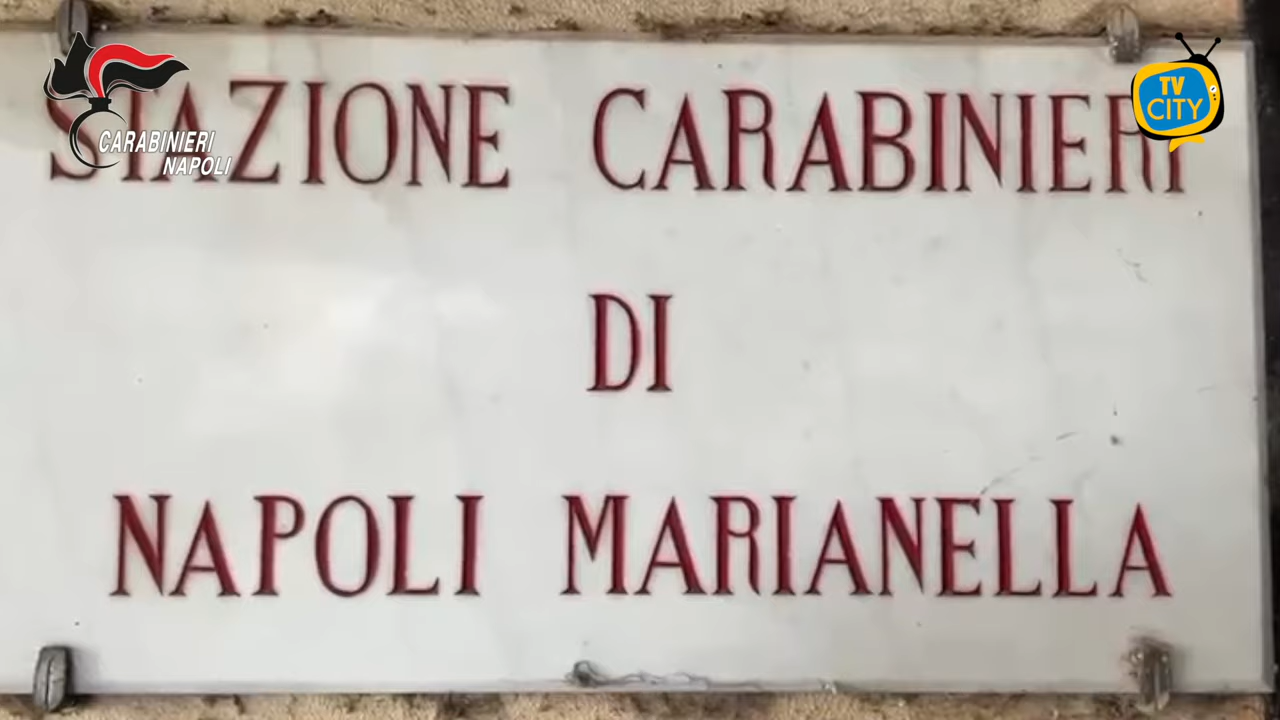 STAZIONE CARABINIERI
DI
NAPOLI MARIANELLA
CARABINIERI
NAPOLI
TV
CITY